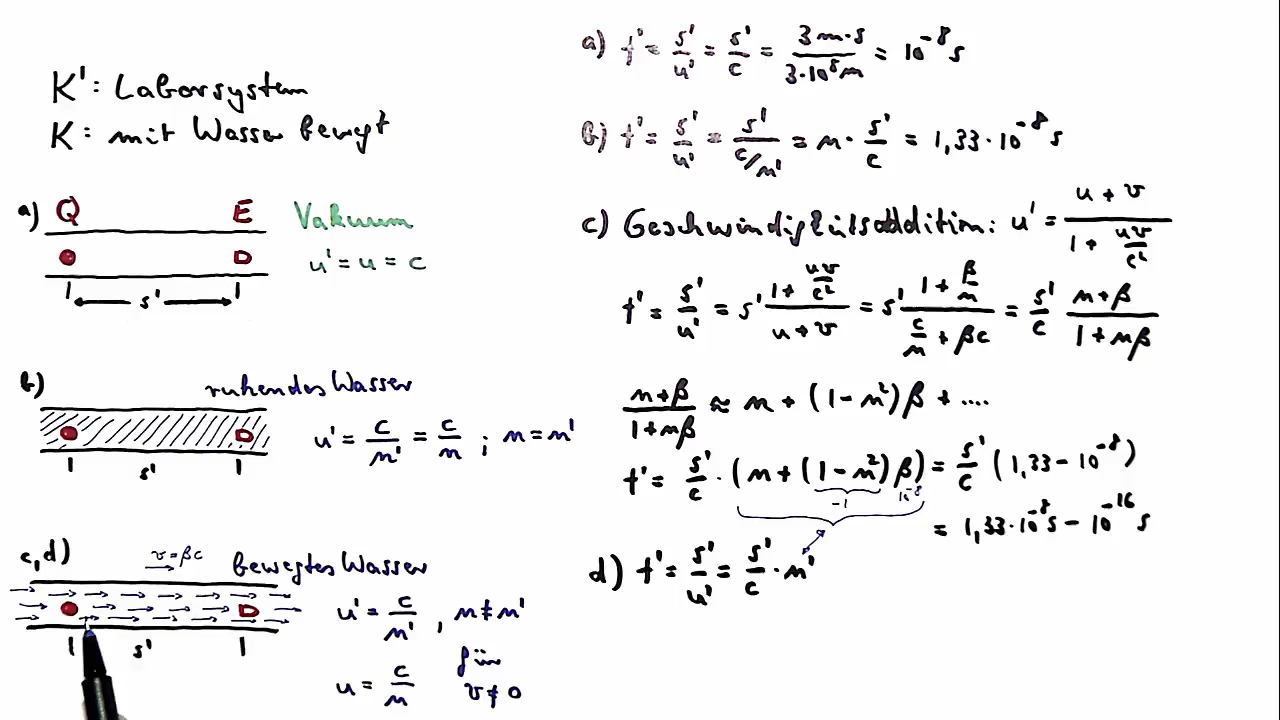 K': Laborsystem
K: mit Wasser bewegt
a) Q E Vakuum
u' = u = c
s'
b) ruhendes Wasser
u' = c/n' = c/n ; n = n'
s'
c,d) v = βc bewegtes Wasser
u' = c/n' , n ≠ n'
s'
u = c/n für v ≠ 0
a) t' = s'/u' = s'/c = 3 m·s / 3·10⁸ m = 10⁻⁸ s
b) t' = s'/u' = s'/(c/n') = n · s'/c = 1,33·10⁻⁸ s
c) Geschwindigkeitsaddition: u' = (u + v)/(1 + uv/c²)
t' = s'/u' = s' (1 + uv/c²)/(u + v) = s' (1 + β/n)/(c/n + βc) = s'/c (n + β)/(1 + nβ)
(n + β)/(1 + nβ) ≈ n + (1 - n²) β + ....
t' = s'/c · (n + (1 - n²) β) = s'/c (1,33 - 10⁻⁸)
-1 10⁻⁸
= 1,33·10⁻⁸ s - 10⁻¹⁶ s
d) t' = s'/u' = s'/c · n'